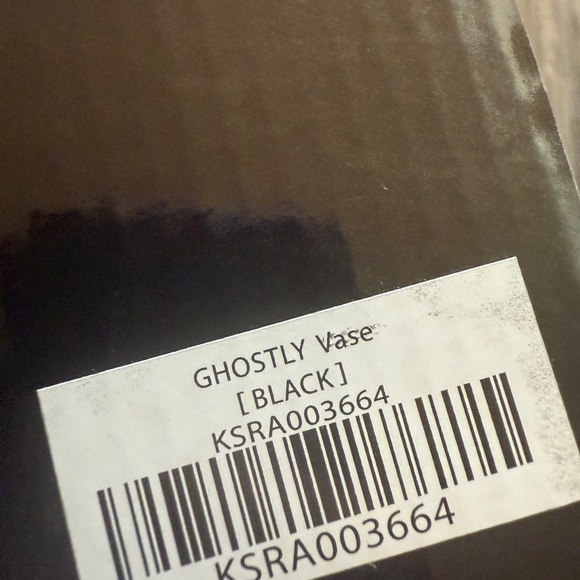 GHOSTLY Vase
[BLACK]
KSRA003664
KSRA003664